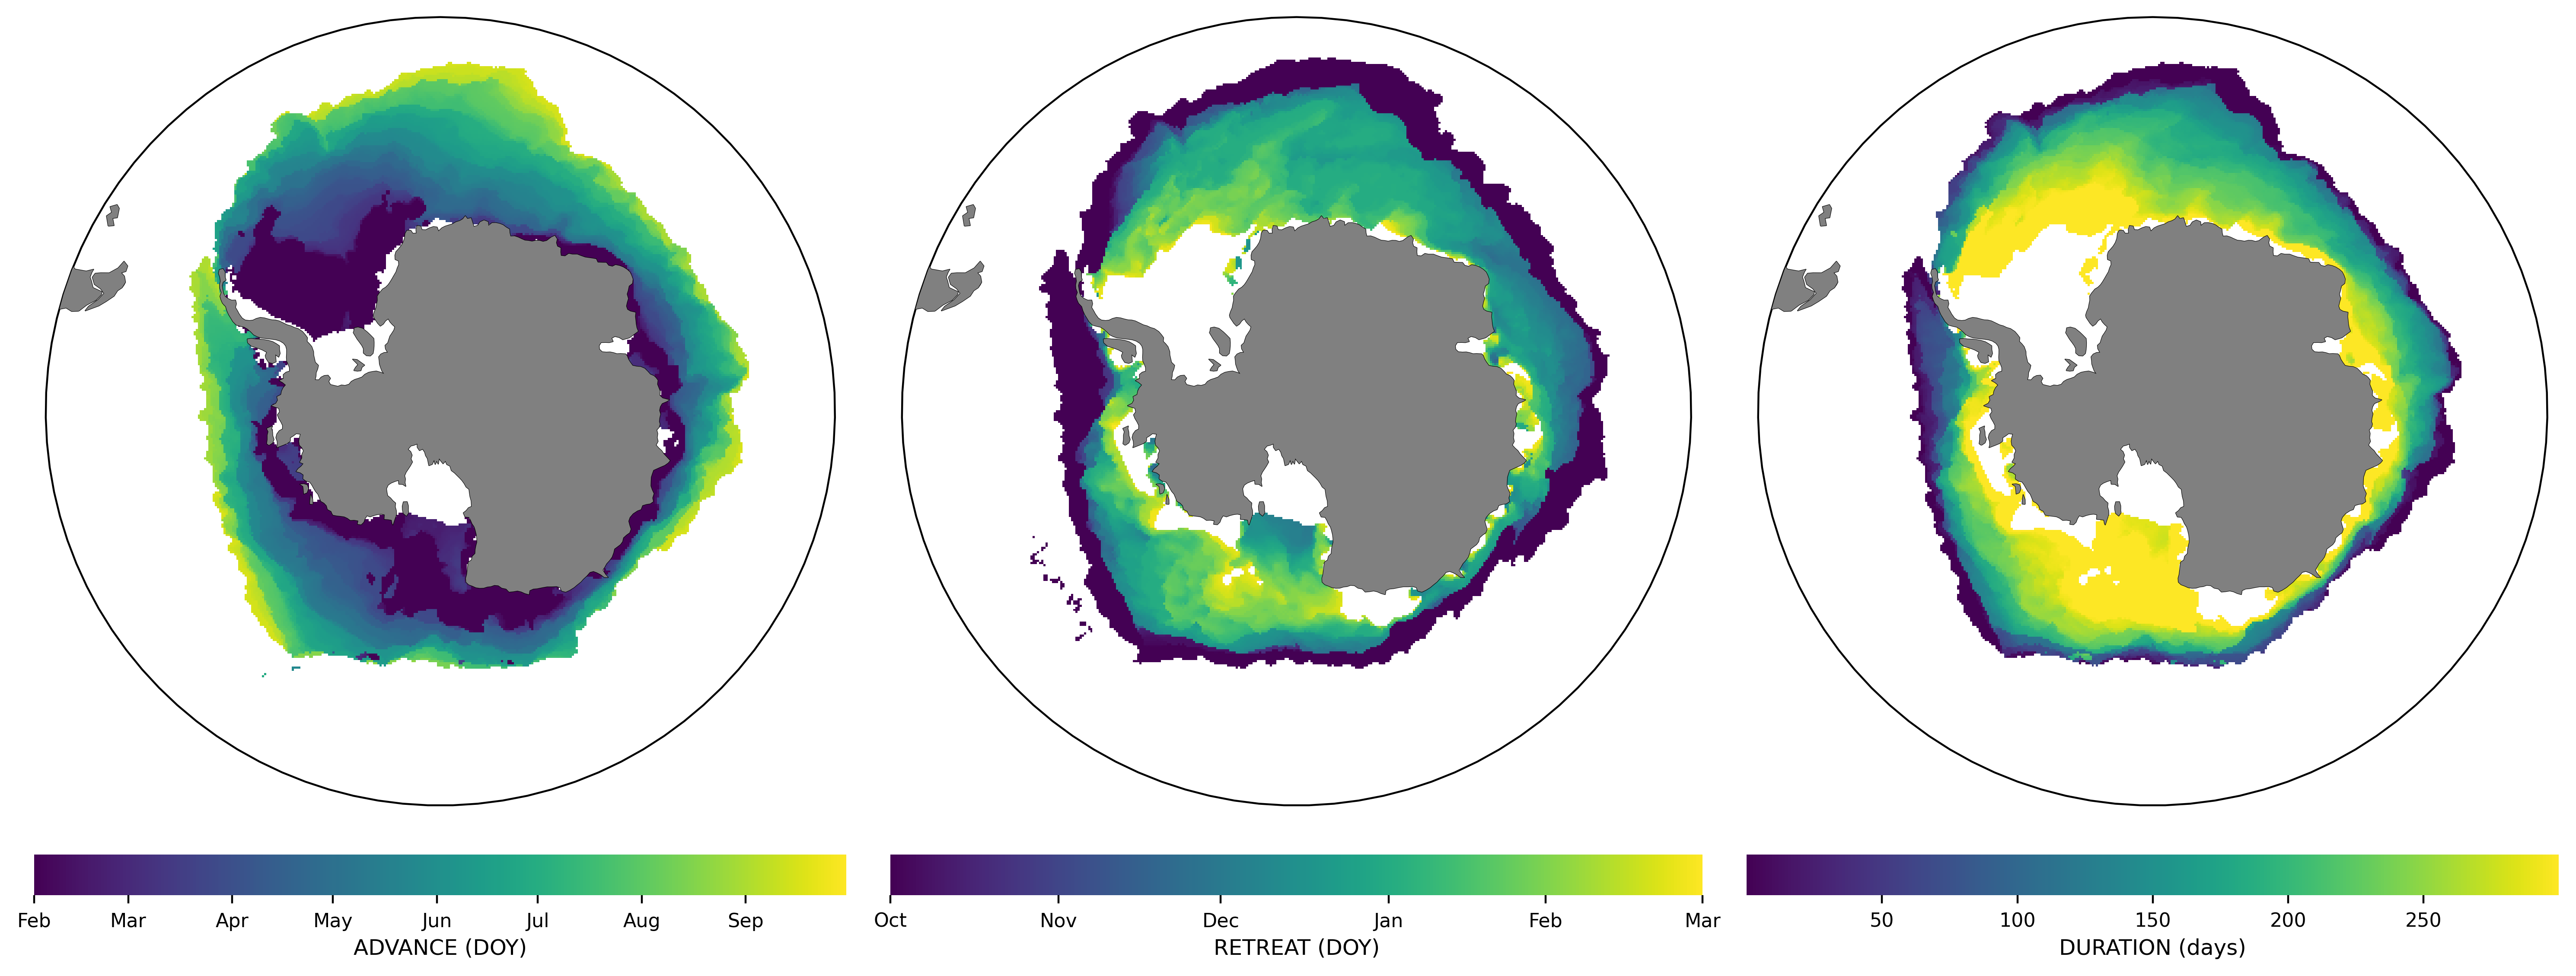 Feb Mar Apr May Jun Jul Aug Sep
ADVANCE (DOY)
Oct Nov Dec Jan Feb Mar
RETREAT (DOY)
50 100 150 200 250
DURATION (days)